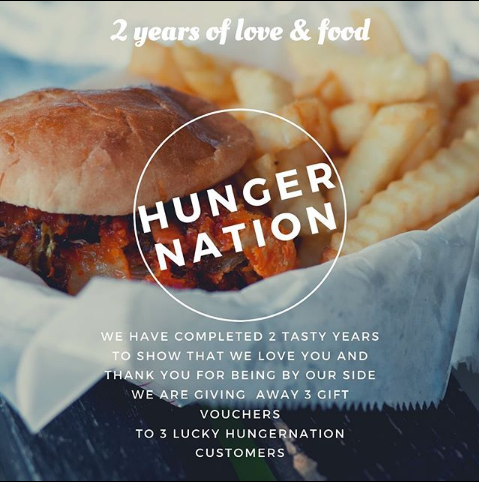 2 years of love & food
HUNGER
NATION
WE HAVE COMPLETED 2 TASTY YEARS
TO SHOW THAT WE LOVE YOU AND
THANK YOU FOR BEING BY OUR SIDE
WE ARE GIVING AWAY 3 GIFT
VOUCHERS
TO 3 LUCKY HUNGERNATION
CUSTOMERS